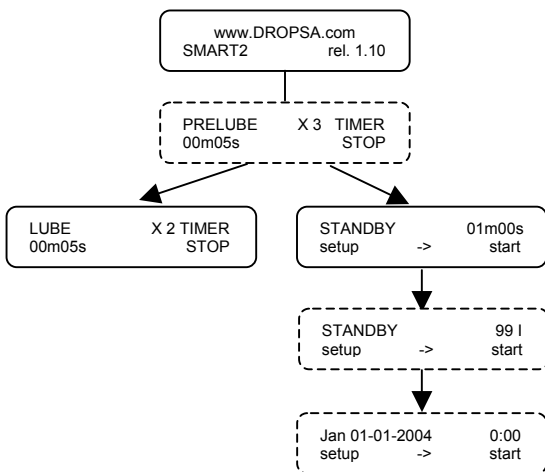 www.DROPSA.com
SMART2 rel. 1.10
PRELUBE X 3 TIMER
00m05s STOP
LUBE X 2 TIMER
00m05s STOP
STANDBY 01m00s
setup -> start
STANDBY 99 I
setup -> start
Jan 01-01-2004 0:00
setup -> start